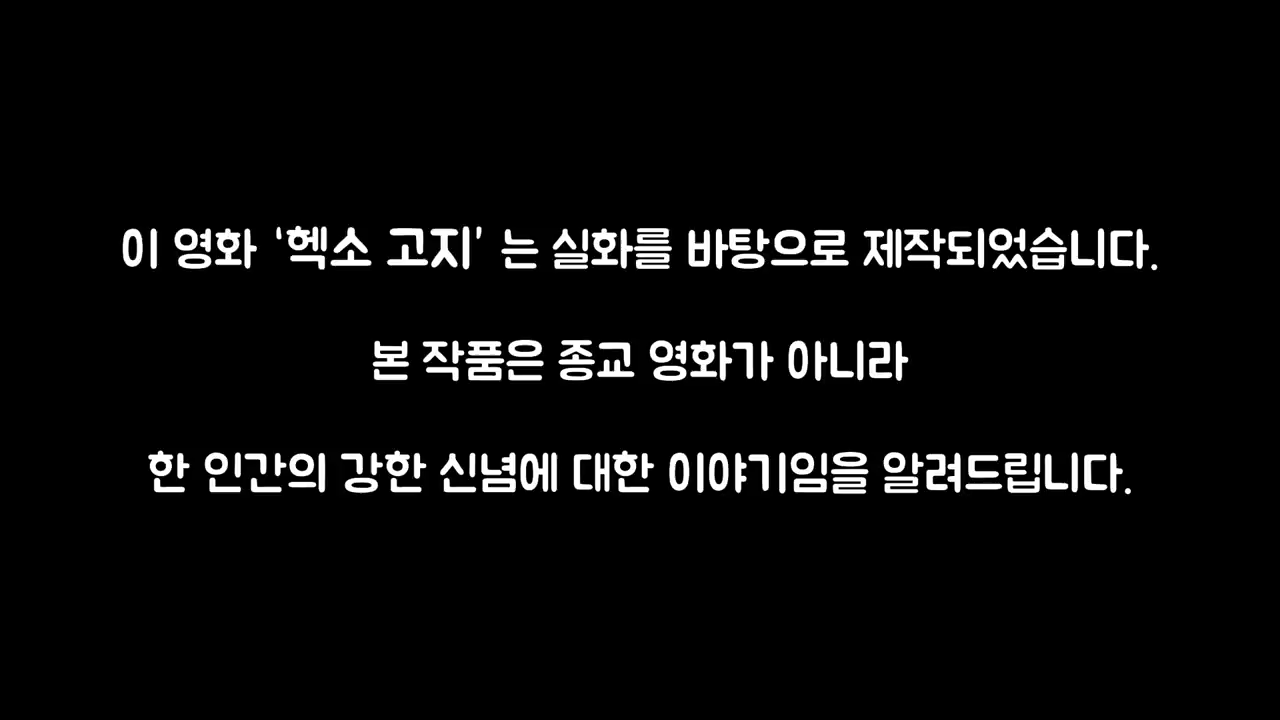 이 영화 '헥소 고지' 는 실화를 바탕으로 제작되었습니다.
본 작품은 종교 영화가 아니라
한 인간의 강한 신념에 대한 이야기임을 알려드립니다.